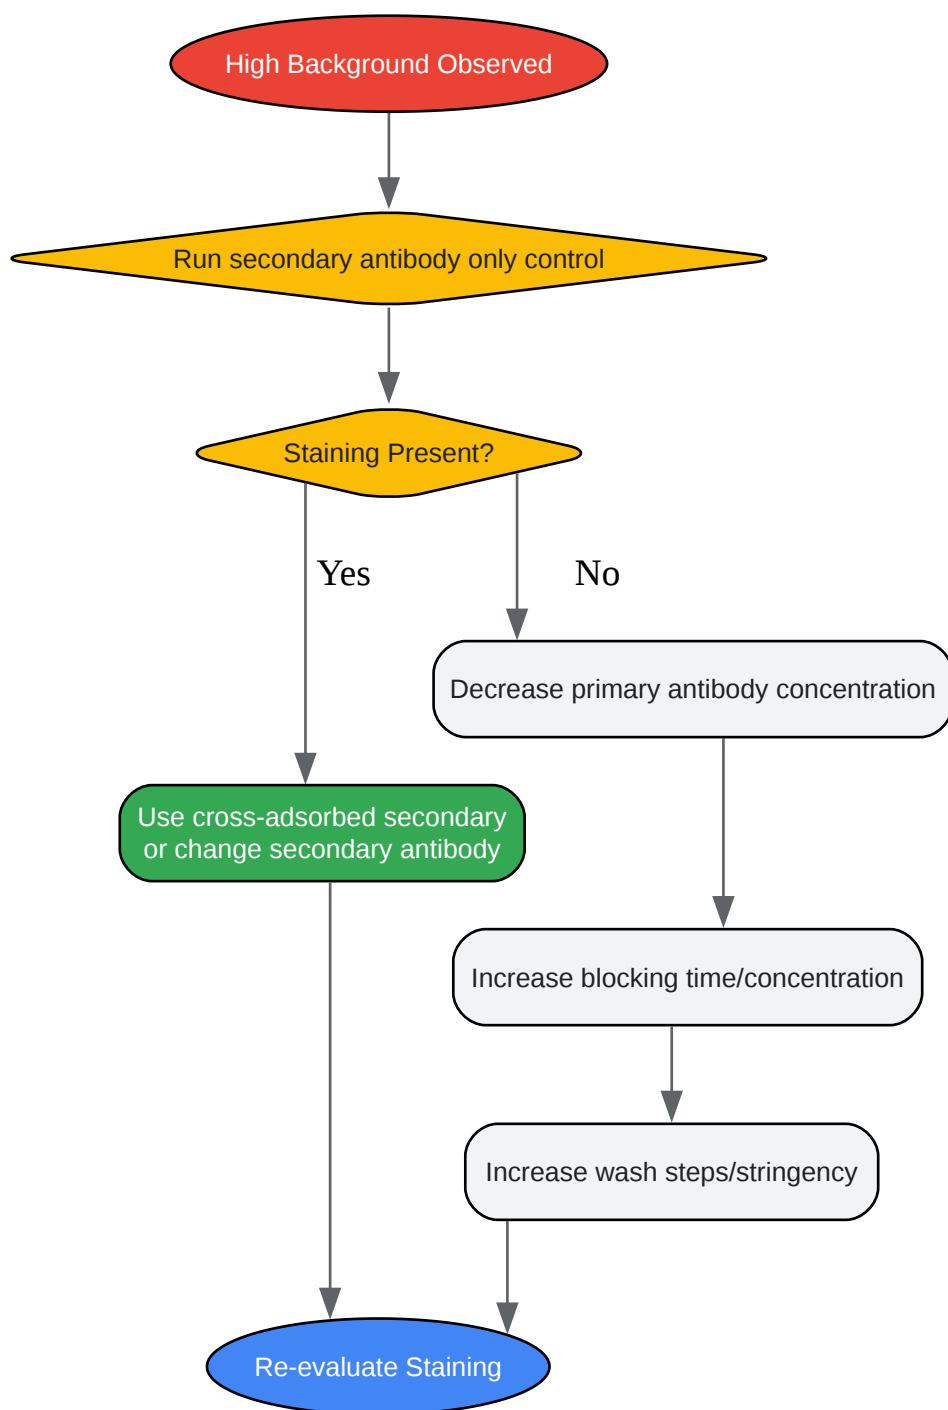 High Background Observed
Run secondary antibody only control
Staining Present?
Yes
No
Decrease primary antibody concentration
Use cross-adsorbed secondary
or change secondary antibody
Increase blocking time/concentration
Increase wash steps/stringency
Re-evaluate Staining